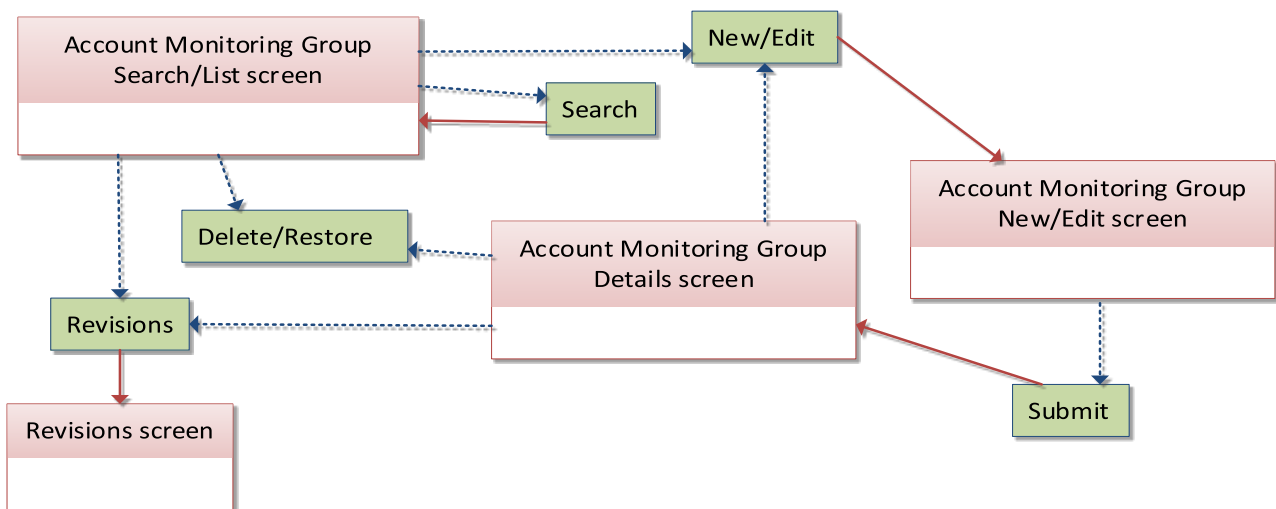 Account Monitoring Group
Search/List screen
New/Edit
Search
Account Monitoring Group
New/Edit screen
Delete/Restore
Account Monitoring Group
Details screen
Revisions
Submit
Revisions screen